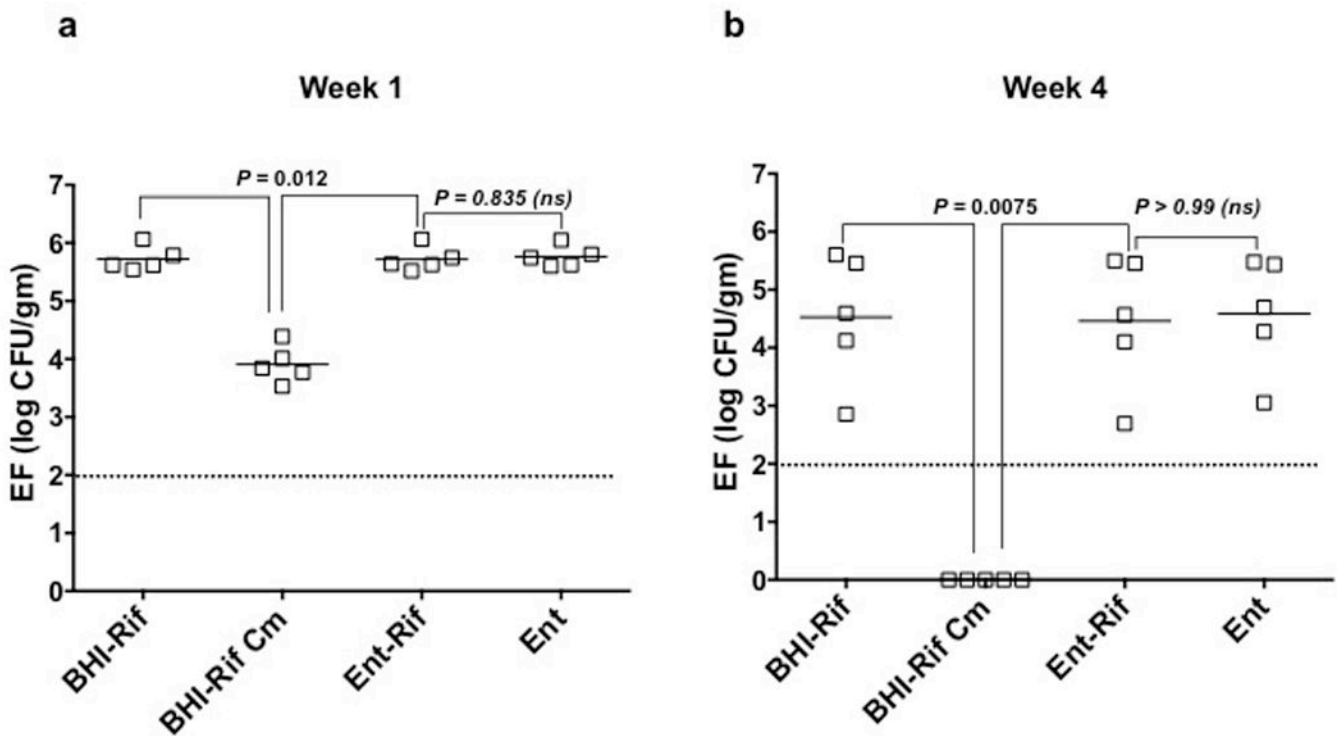 a
Week 1
EF (log CFU/gm)
7
6
5
4
3
2
1
0
P = 0.012
P = 0.835 (ns)
BHI-Rif
BHI-Rif Cm
Ent-Rif
Ent
b
Week 4
EF (log CFU/gm)
7
6
5
4
3
2
1
0
P = 0.0075
P > 0.99 (ns)
BHI-Rif
BHI-Rif Cm
Ent-Rif
Ent